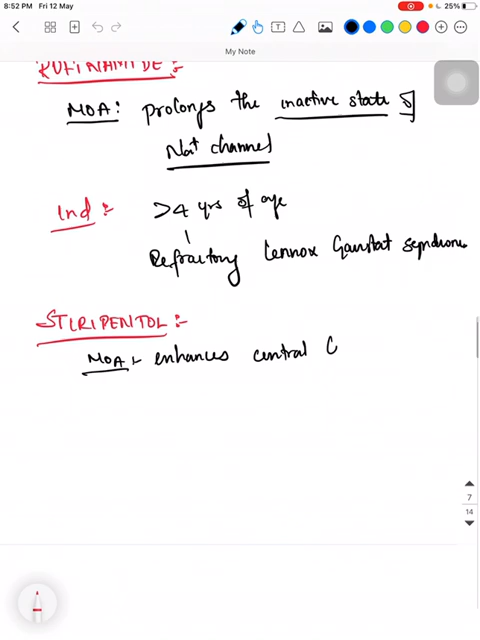 8:52 PM Fri 12 May
25%
My Note
RUFINAMIDE :-
MOA : prolongs the inactive state of
Na+ channel
Ind :- >4 yrs of age
Refractory Lennox Gaustat syndrome
STIRIPENTOL :-
MOA :- enhances central C
7
14